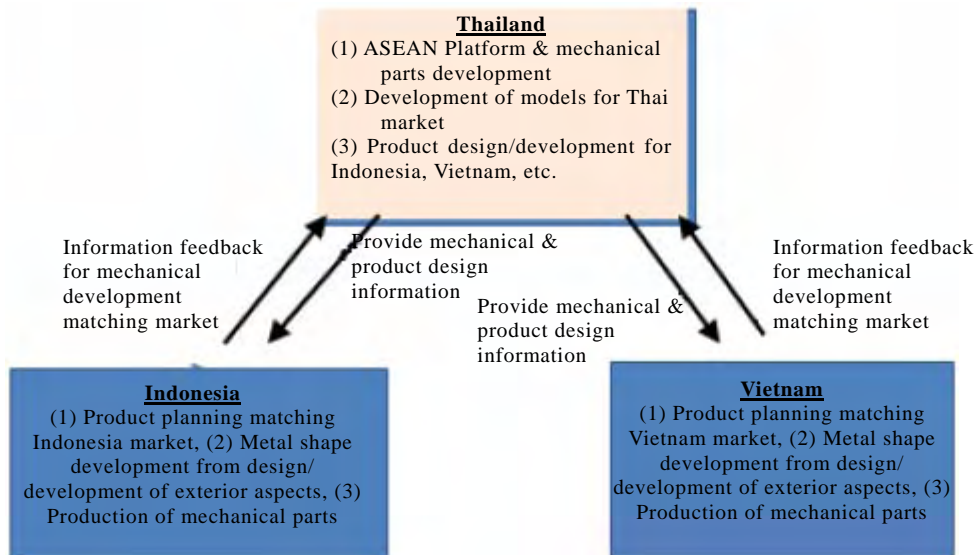 Thailand
(1) ASEAN Platform & mechanical
parts development
(2) Development of models for Thai
market
(3) Product design/development for
Indonesia, Vietnam, etc.
Information feedback
for mechanical
development
matching market
Provide mechanical &
product design
information
Provide mechanical &
product design
information
Information feedback
for mechanical
development
matching market
Indonesia
(1) Product planning matching
Indonesia market, (2) Metal shape
development from design/
development of exterior aspects, (3)
Production of mechanical parts
Vietnam
(1) Product planning matching
Vietnam market, (2) Metal shape
development from design/
development of exterior aspects, (3)
Production of mechanical parts